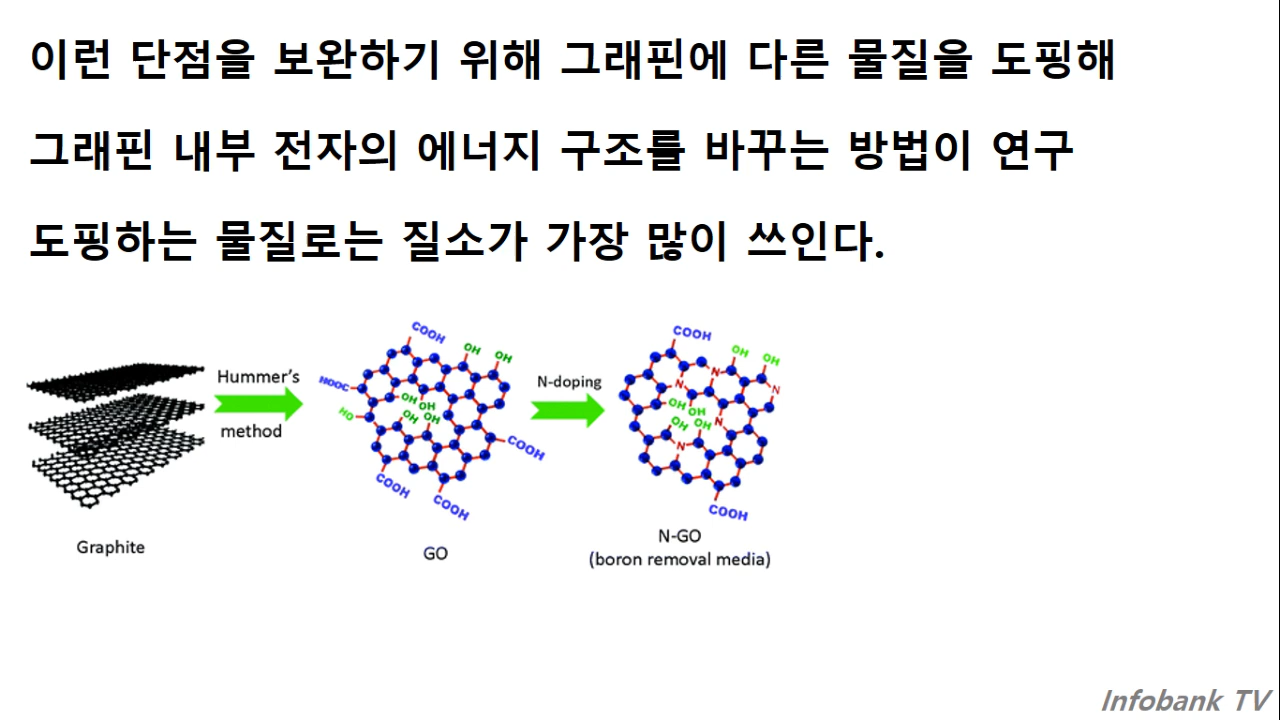 이런 단점을 보완하기 위해 그래핀에 다른 물질을 도핑해
그래핀 내부 전자의 에너지 구조를 바꾸는 방법이 연구
도핑하는 물질로는 질소가 가장 많이 쓰인다.
Hummer's
method
Graphite
COOH
OH
OH
HOOC
HO
OH
OH
OH
OH
COOH
COOH
COOH
GO
N-doping
COOH
OH
OH
N
N
N
OH
OH
N
OH
OH
N
COOH
N-GO
(boron removal media)
Infobank TV